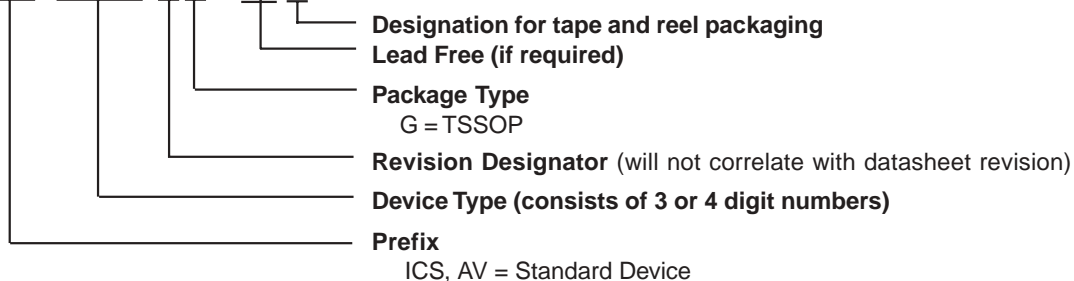 Designation for tape and reel packaging
Lead Free (if required)
Package Type
G = TSSOP
Revision Designator (will not correlate with datasheet revision)
Device Type (consists of 3 or 4 digit numbers)
Prefix
ICS, AV = Standard Device